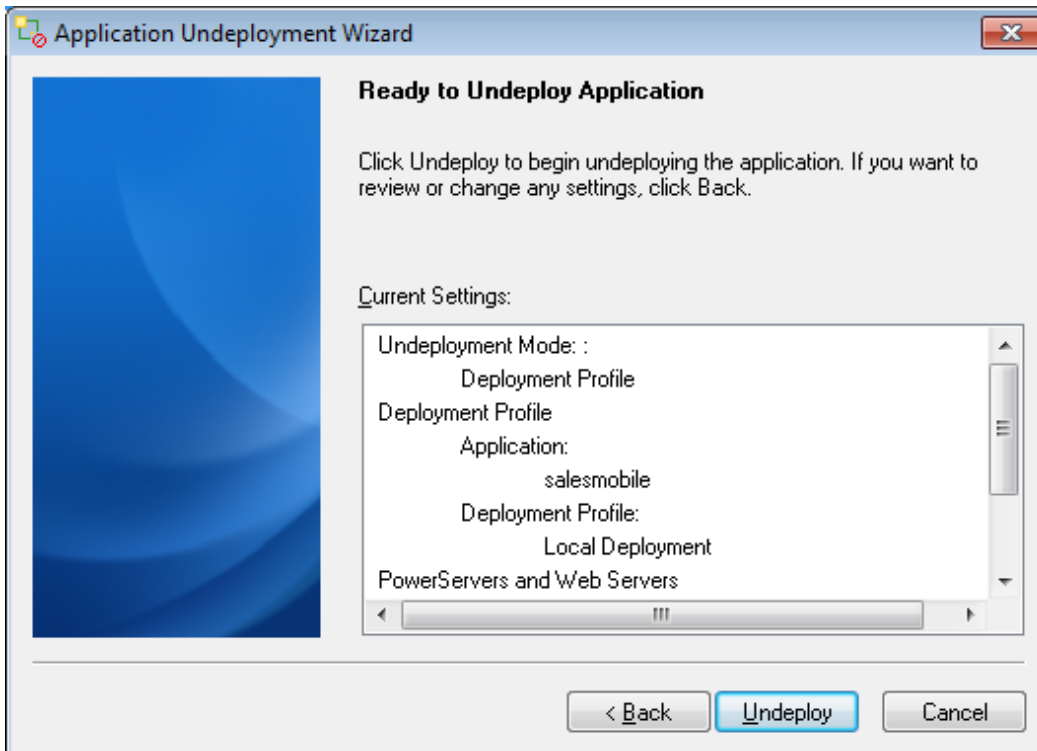 Application Undeployment Wizard
Ready to Undeploy Application
Click Undeploy to begin undeploying the application. If you want to
review or change any settings, click Back.
Current Settings:
Undeployment Mode: :
Deployment Profile
Deployment Profile
Application:
salesmobile
Deployment Profile:
Local Deployment
PowerServers and Web Servers
< Back
Undeploy
Cancel